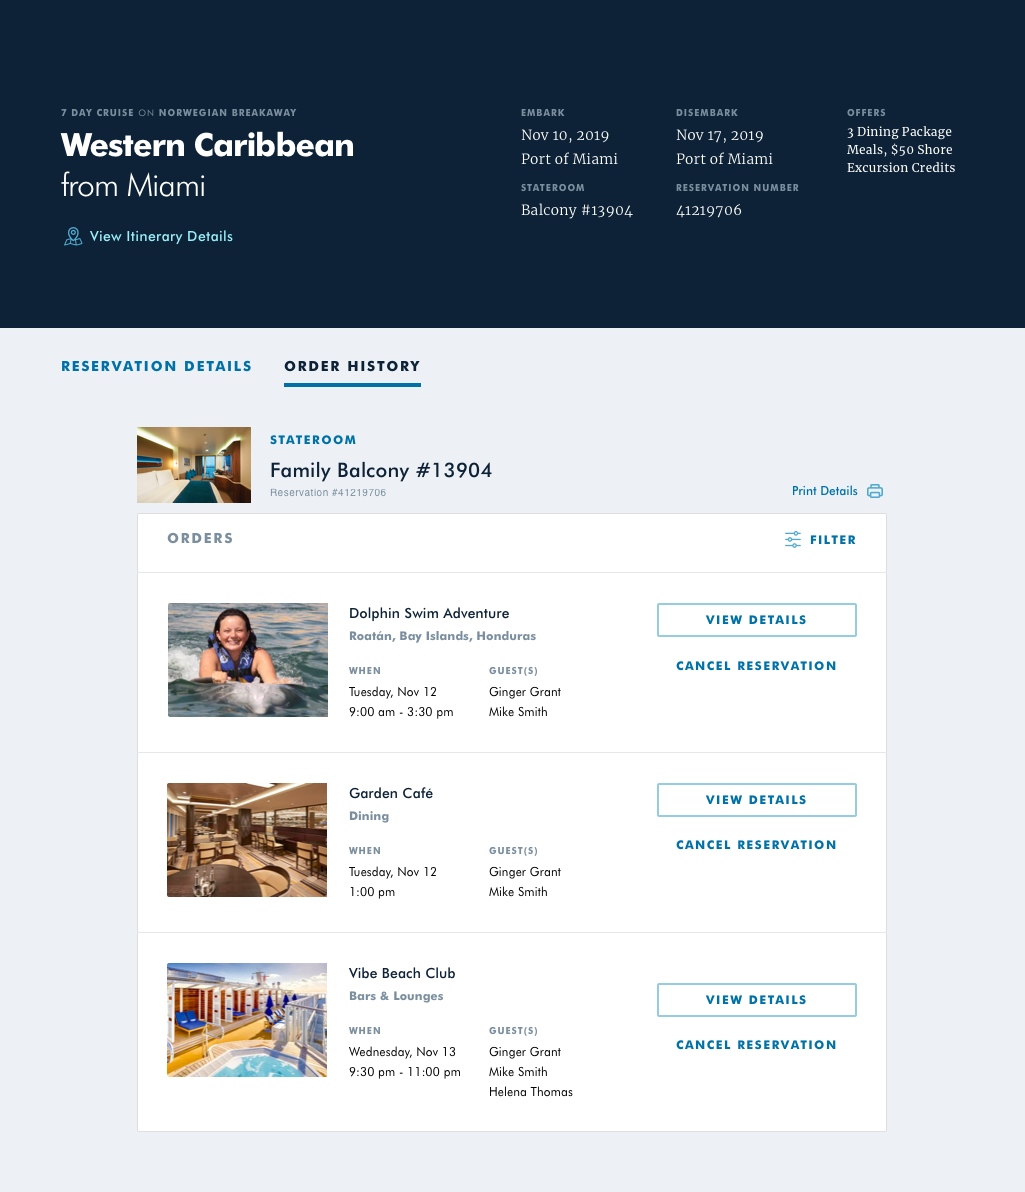 7 DAY CRUISE ON NORWEGIAN BREAKAWAY
Western Caribbean
from Miami
View Itinerary Details
EMBARK
Nov 10, 2019
Port of Miami
STATEROOM
Balcony #13904
DISEMBARK
Nov 17, 2019
Port of Miami
RESERVATION NUMBER
41219706
OFFERS
3 Dining Package
Meals, $50 Shore
Excursion Credits
RESERVATION DETAILS
ORDER HISTORY
STATEROOM
Family Balcony #13904
Reservation #41219706
Print Details
ORDERS
FILTER
Dolphin Swim Adventure
Roatán, Bay Islands, Honduras
WHEN
Tuesday, Nov 12
9:00 am - 3:30 pm
GUEST(S)
Ginger Grant
Mike Smith
VIEW DETAILS
CANCEL RESERVATION
Garden Café
Dining
WHEN
Tuesday, Nov 12
1:00 pm
GUEST(S)
Ginger Grant
Mike Smith
VIEW DETAILS
CANCEL RESERVATION
Vibe Beach Club
Bars & Lounges
WHEN
Wednesday, Nov 13
9:30 pm - 11:00 pm
GUEST(S)
Ginger Grant
Mike Smith
Helena Thomas
VIEW DETAILS
CANCEL RESERVATION